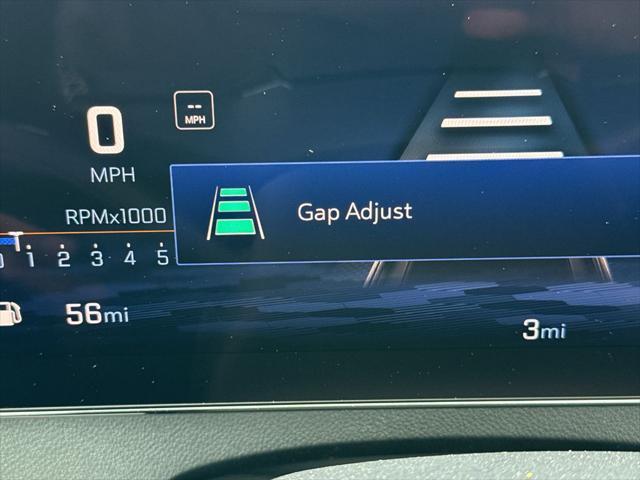 --
MPH
0
MPH
Gap Adjust
RPMx1000
0 1 2 3 4 5
56mi
3mi